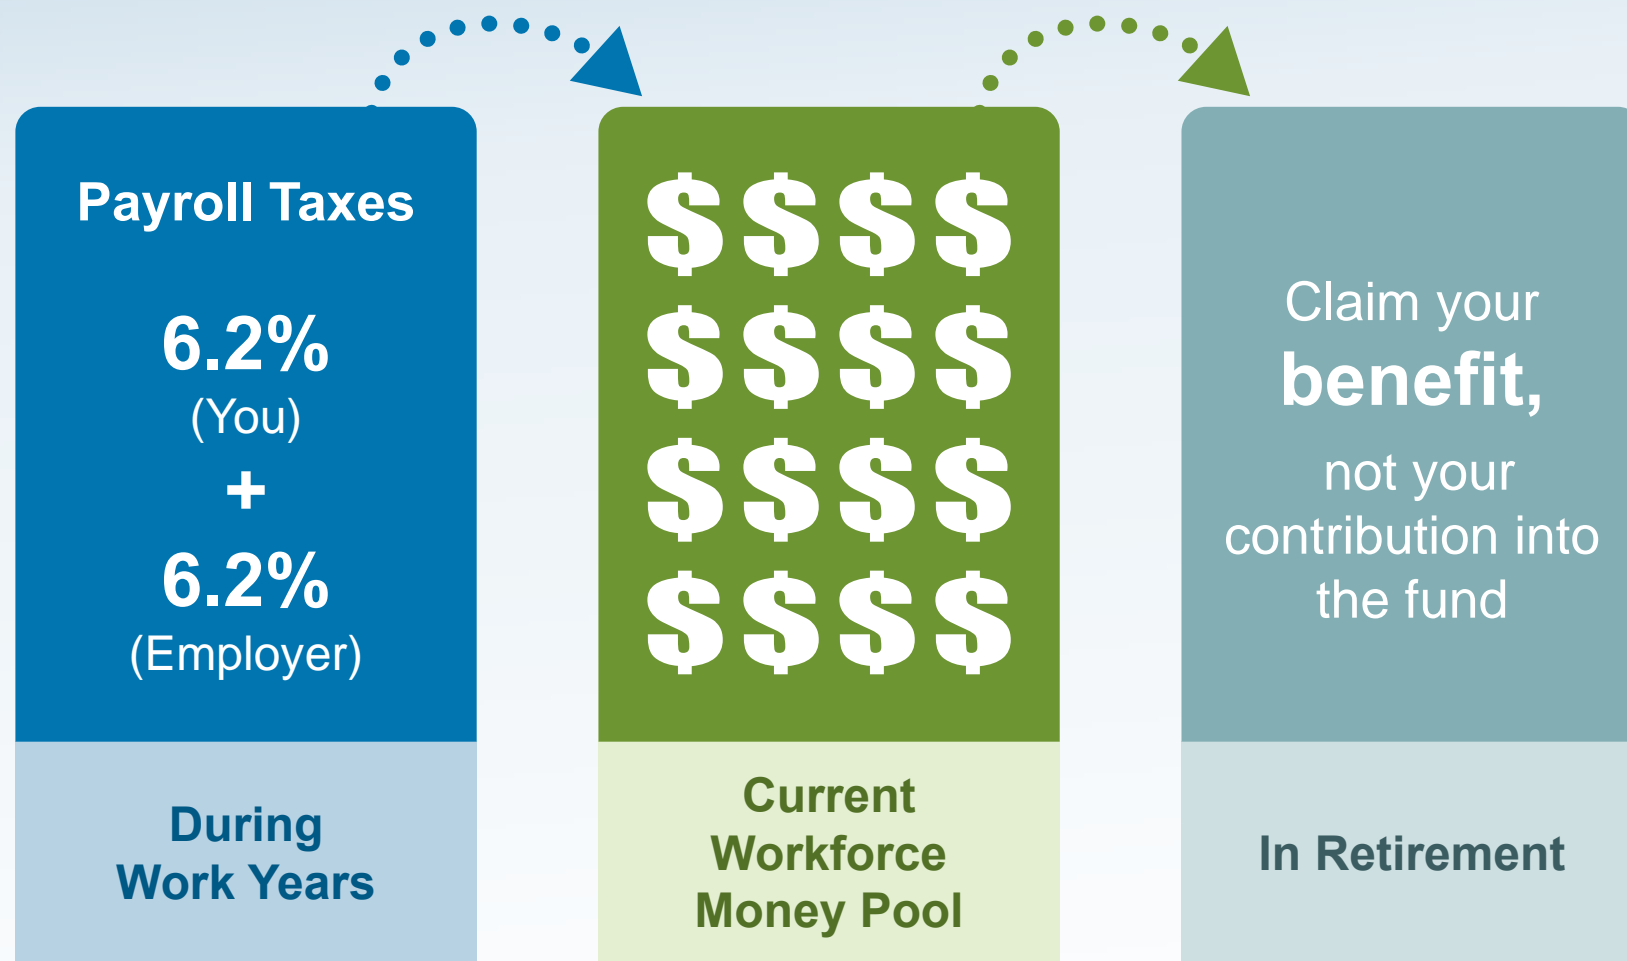 Payroll Taxes
6.2%
(You)
+
6.2%
(Employer)
During
Work Years
$$$$
$$$$
$$$$
$$$$
Current
Workforce
Money Pool
Claim your
benefit,
not your
contribution into
the fund
In Retirement